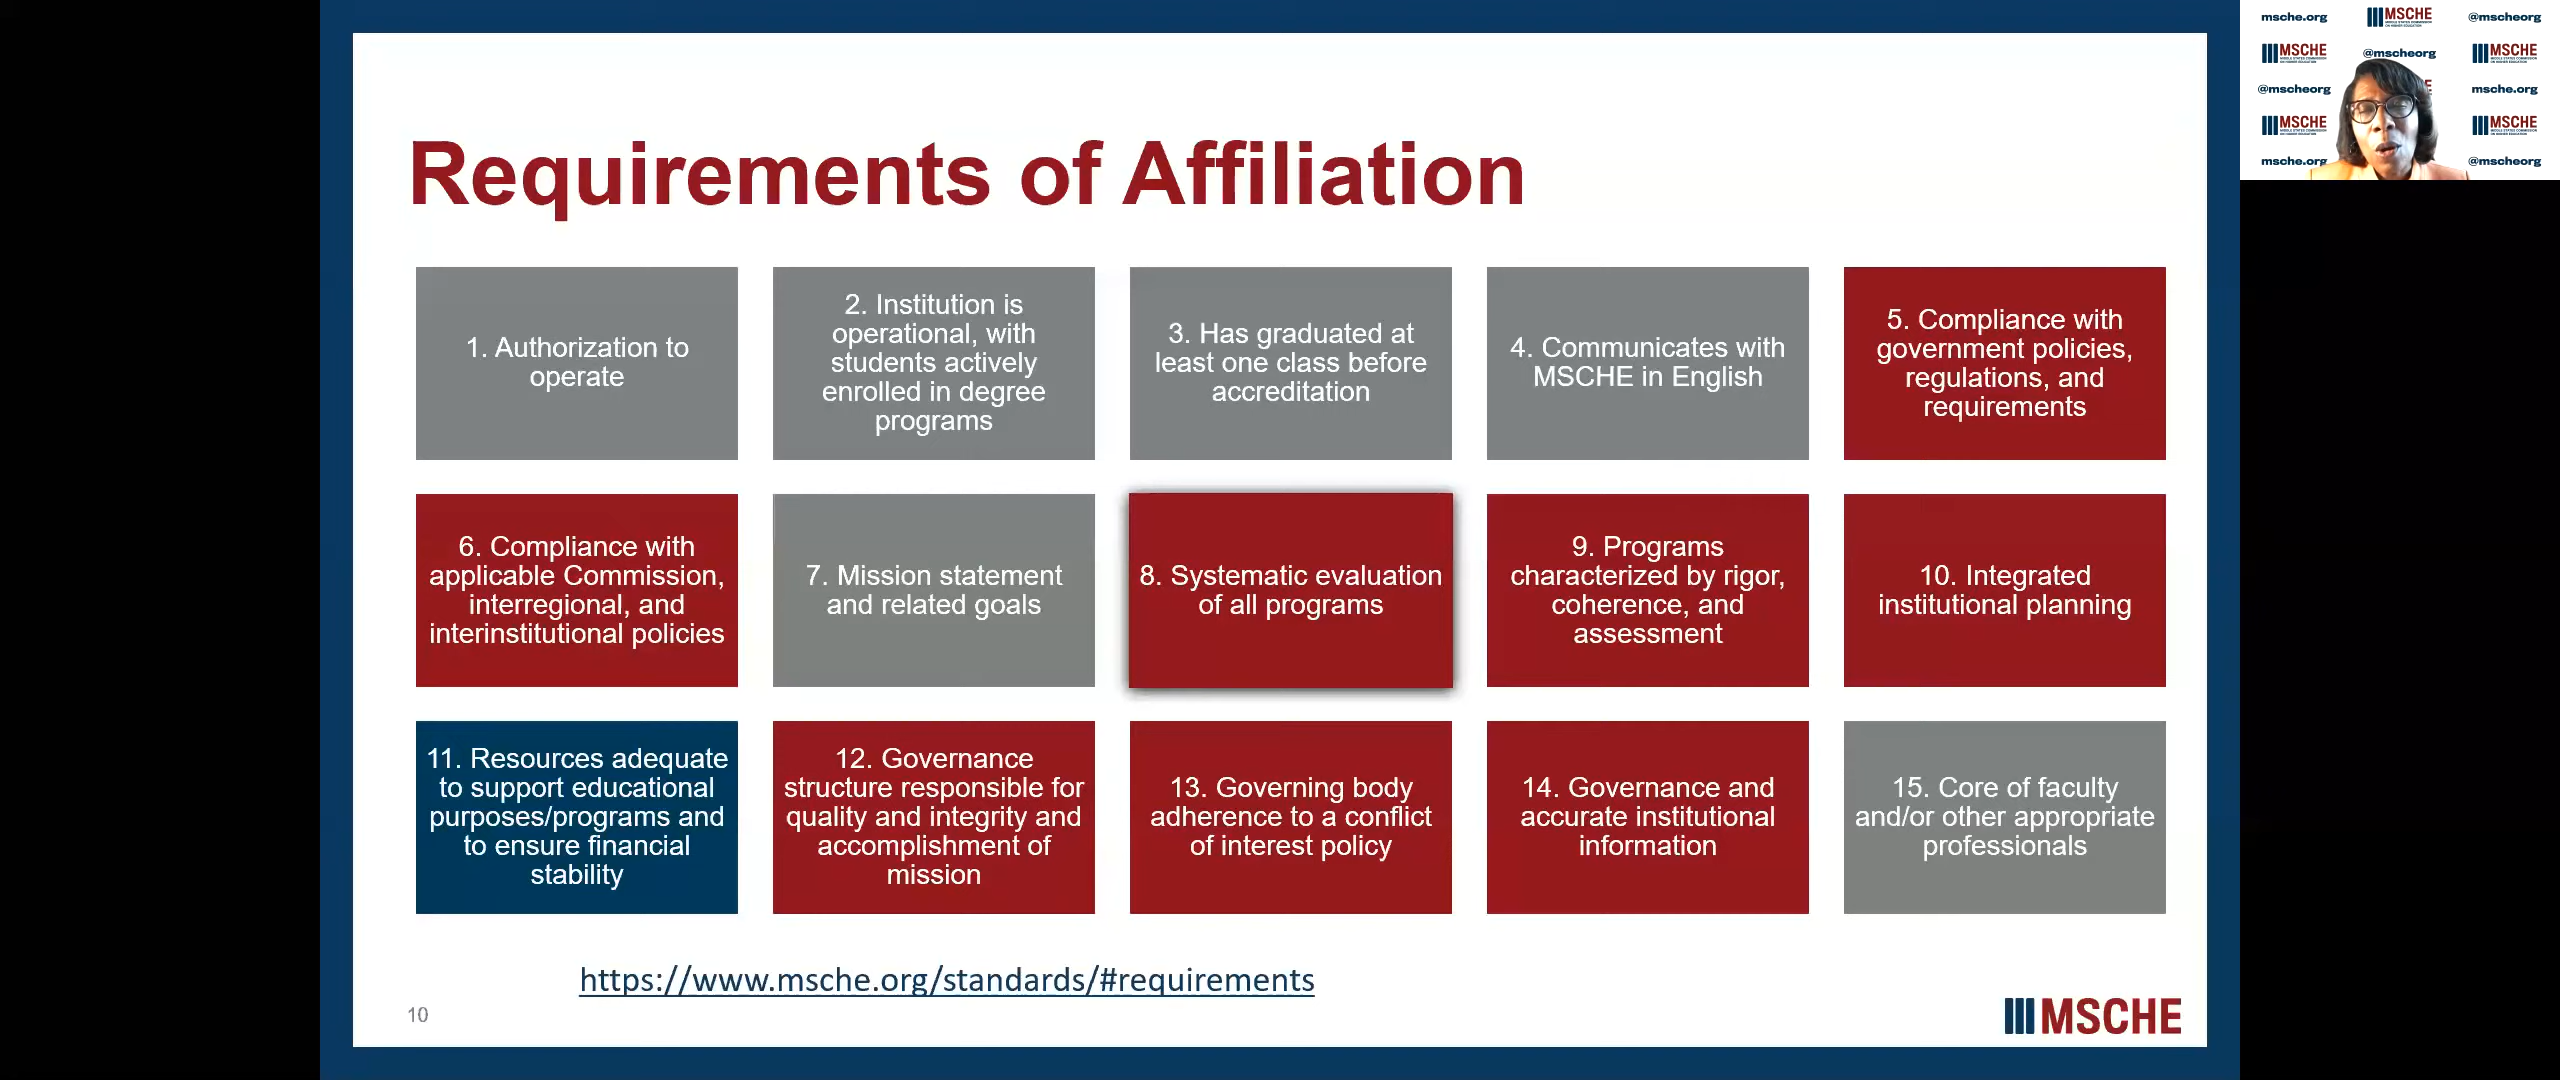 Requirements of Affiliation
1. Authorization to
operate
2. Institution is
operational, with
students actively
enrolled in degree
programs
3. Has graduated at
least one class before
accreditation
4. Communicates with
MSCHE in English
5. Compliance with
government policies,
regulations, and
requirements
6. Compliance with
applicable Commission,
interregional, and
interinstitutional policies
7. Mission statement
and related goals
8. Systematic evaluation
of all programs
9. Programs
characterized by rigor,
coherence, and
assessment
10. Integrated
institutional planning
11. Resources adequate
to support educational
purposes/programs and
to ensure financial
stability
12. Governance
structure responsible for
quality and integrity and
accomplishment of
mission
13. Governing body
adherence to a conflict
of interest policy
14. Governance and
accurate institutional
information
15. Core of faculty
and/or other appropriate
professionals
https://www.msche.org/standards/#requirements
10
MSCHE
msche.org
MSCHE
@mscheorg
MSCHE
@mscheorg
MSCHE
@mscheorg
msche.org
MSCHE
MSCHE
msche.org
@mscheorg